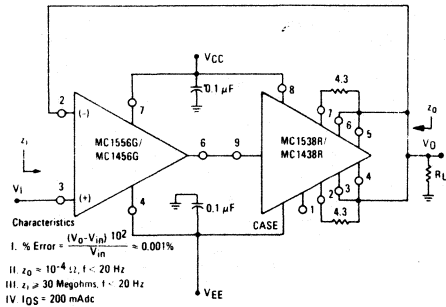 VCC
0.1 µF
4.3
2
(-)
7
8
7
6
5
zo
zi
MC1556G/
MC1456G
6
9
MC1538R/
MC1438R
VO
VI
3
(+)
4
4
3
2
1
RL
0.1 µF
CASE
4.3
Characteristics
I. % Error = (VO-Vin) 10² / Vin ≈ 0.001%
II. zo ≈ 10-4 Ω, f < 20 Hz
III. zi ≥ 30 Megohms, f < 20 Hz
IV. IOS = 200 mAdc
VEE